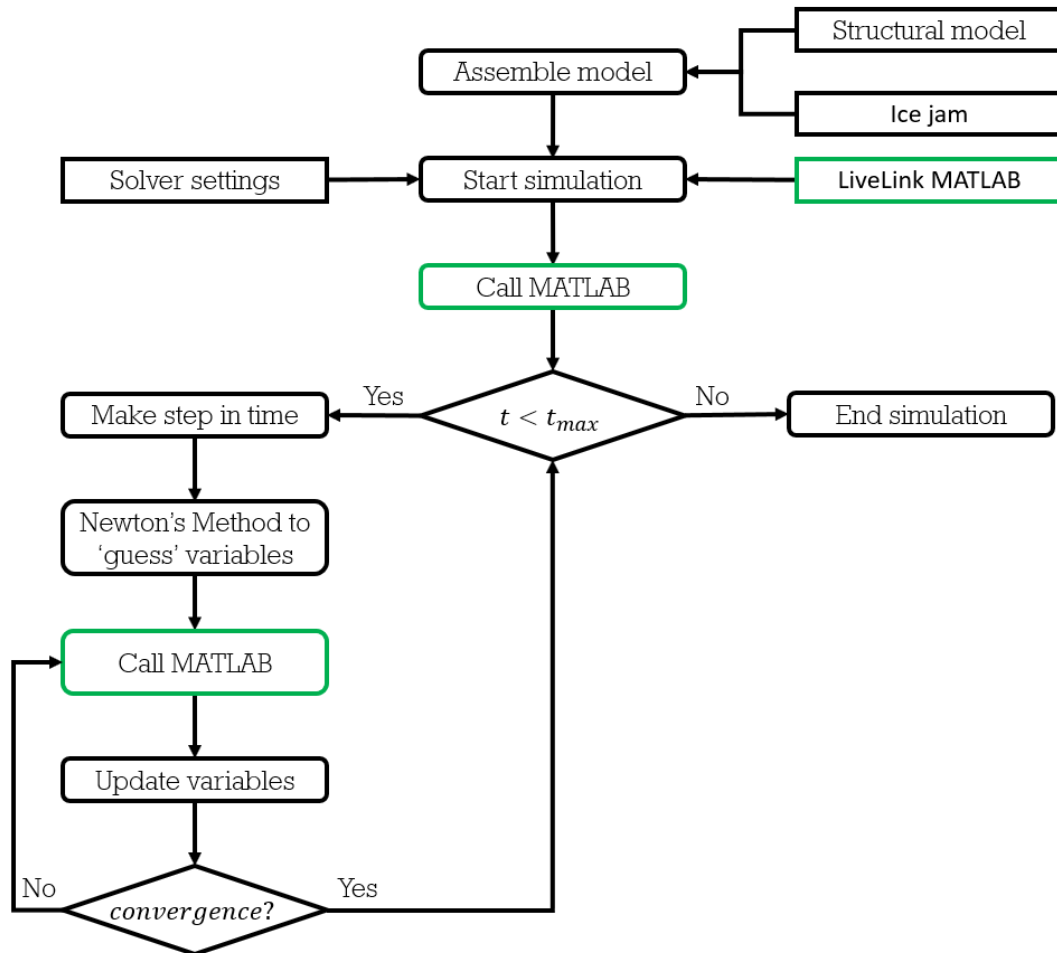 Structural model
Assemble model
Ice jam
Solver settings
Start simulation
LiveLink MATLAB
Call MATLAB
Yes
No
Make step in time
t < t_max
End simulation
Newton’s Method to
‘guess’ variables
Call MATLAB
Update variables
No
Yes
convergence?